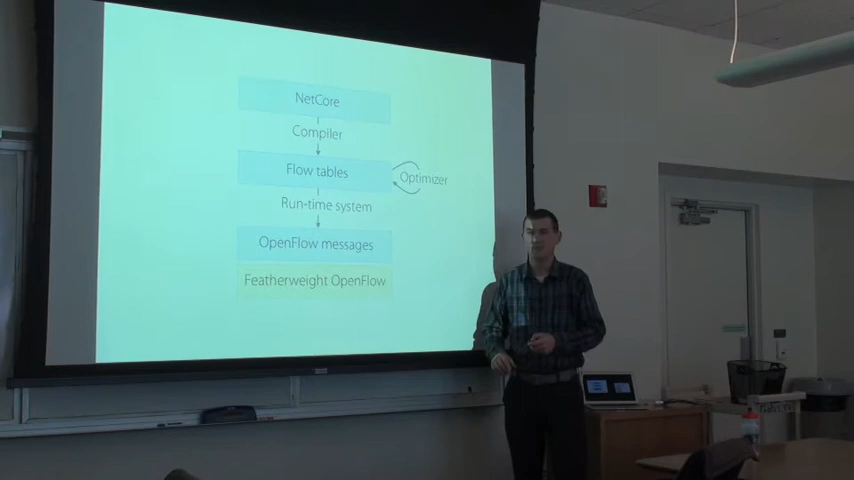 NetCore
Compiler
Flow tables
Optimizer
Run-time system
OpenFlow messages
Featherweight OpenFlow